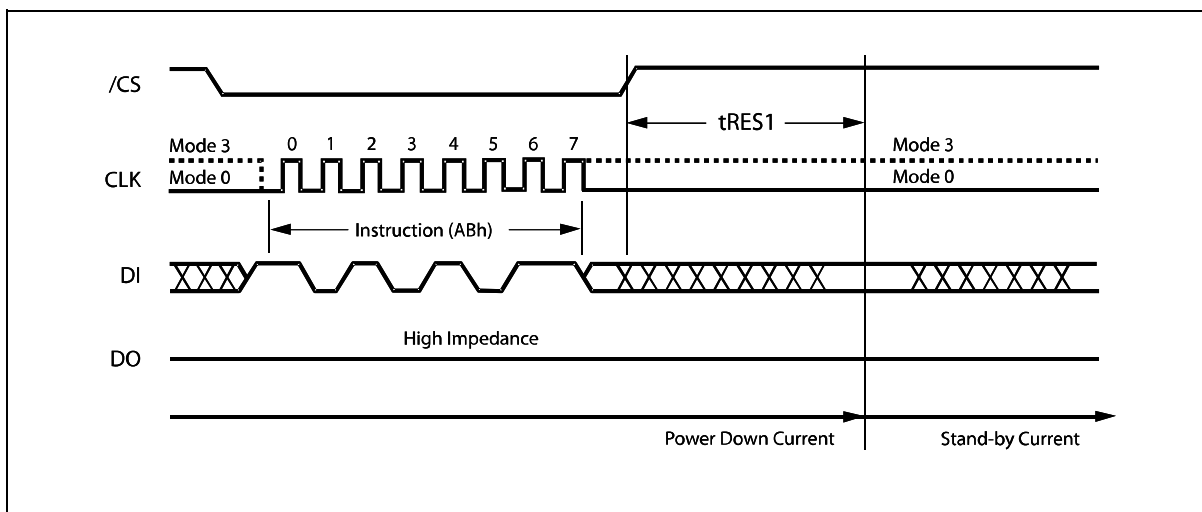 /CS
tRES1
Mode 3
0 1 2 3 4 5 6 7
Mode 3
CLK
Mode 0
Mode 0
Instruction (ABh)
DI
High Impedance
DO
Power Down Current
Stand-by Current